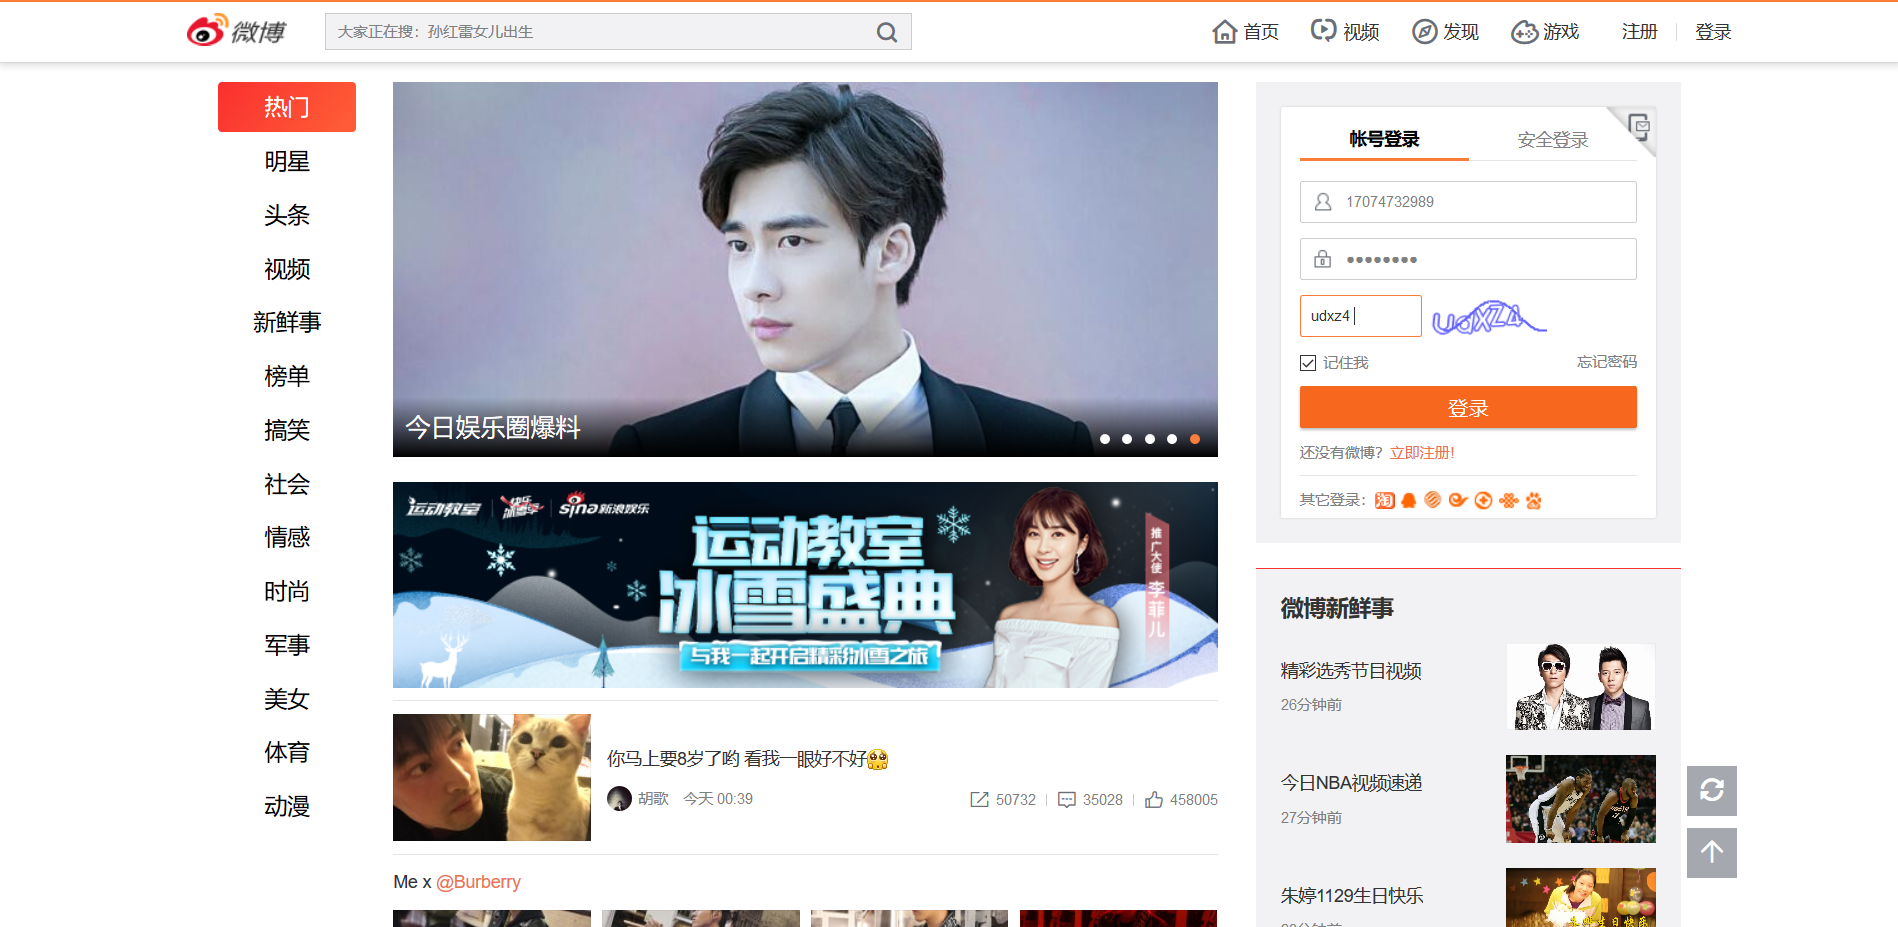 微博
大家正在搜：孙红雷女儿出生
首页
视频
发现
游戏
注册
登录
热门
明星
头条
视频
新鲜事
榜单
搞笑
社会
情感
时尚
军事
美女
体育
动漫
今日娱乐圈爆料
运动教室
快乐冰雪季
sina新浪娱乐
运动教室
冰雪盛典
与我一起开启精彩冰雪之旅
推广大使 李菲儿
你马上要8岁了哟 看我一眼好不好🥺
胡歌 今天 00:39
50732
35028
458005
Me x @Burberry
帐号登录
安全登录
17074732989
••••••••
udxz4
udxZ4
记住我
忘记密码
登录
还没有微博？立即注册!
其它登录：
淘
微博新鲜事
精彩选秀节目视频
26分钟前
今日NBA视频速递
27分钟前
朱婷1129生日快乐